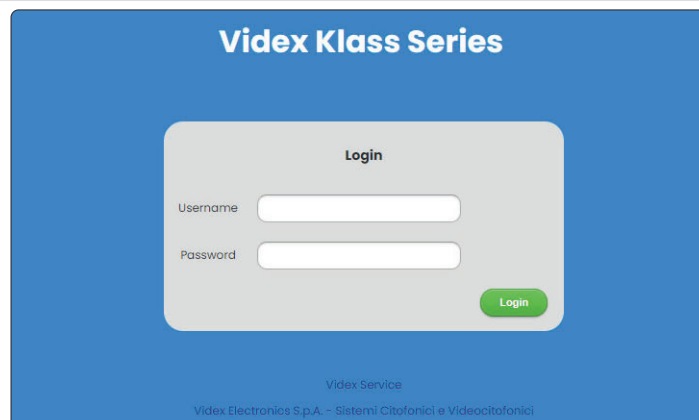 Videx Klass Series
Login
Username
Password
Login
Videx Service
Videx Electronics S.p.A. - Sistemi Citofonici e Videocitofonici